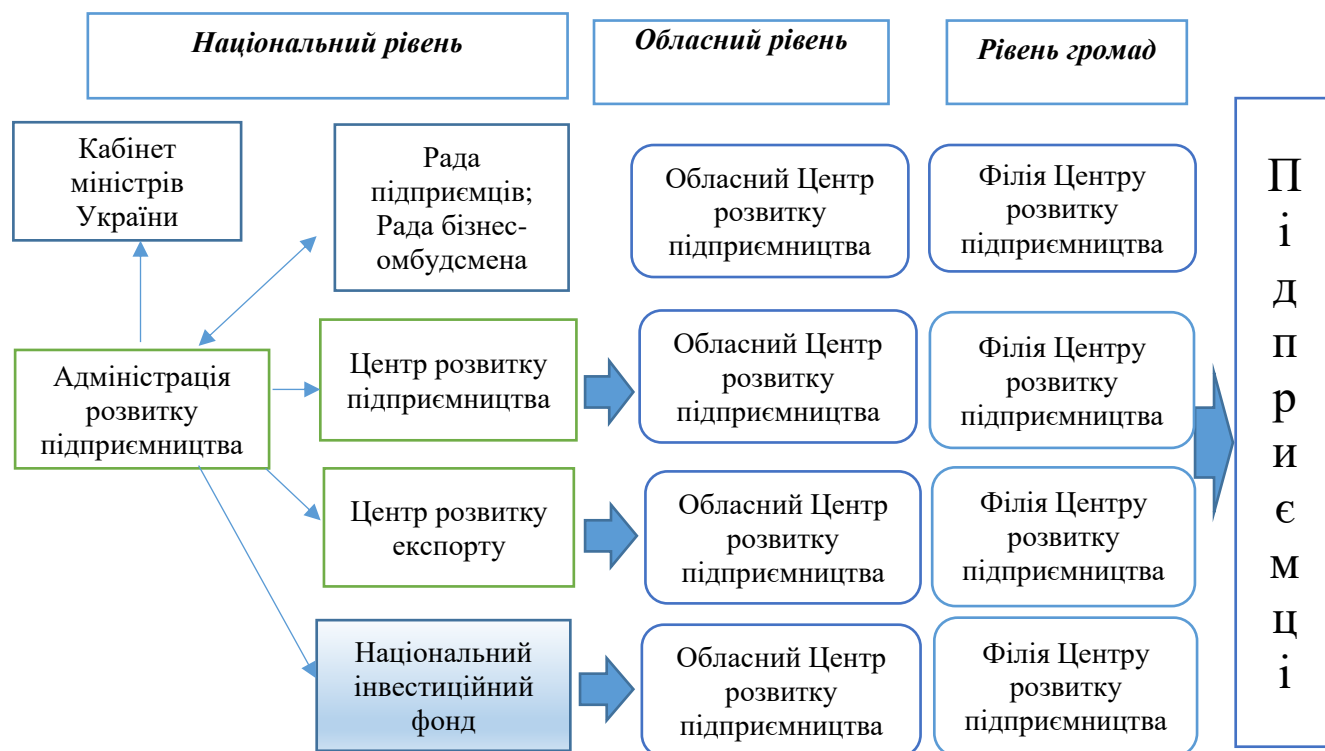 Національний рівень
Обласний рівень
Рівень громад
Кабінет
міністрів
України
Рада
підприємців;
Рада бізнес-
омбудсмена
Обласний Центр
розвитку
підприємництва
Філія Центру
розвитку
підприємництва
Адміністрація
розвитку
підприємництва
Центр розвитку
підприємництва
Обласний Центр
розвитку
підприємництва
Філія Центру
розвитку
підприємництва
Центр розвитку
експорту
Обласний Центр
розвитку
підприємництва
Філія Центру
розвитку
підприємництва
Національний
інвестиційний
фонд
Обласний Центр
розвитку
підприємництва
Філія Центру
розвитку
підприємництва
П
і
д
п
р
и
є
м
ц
і